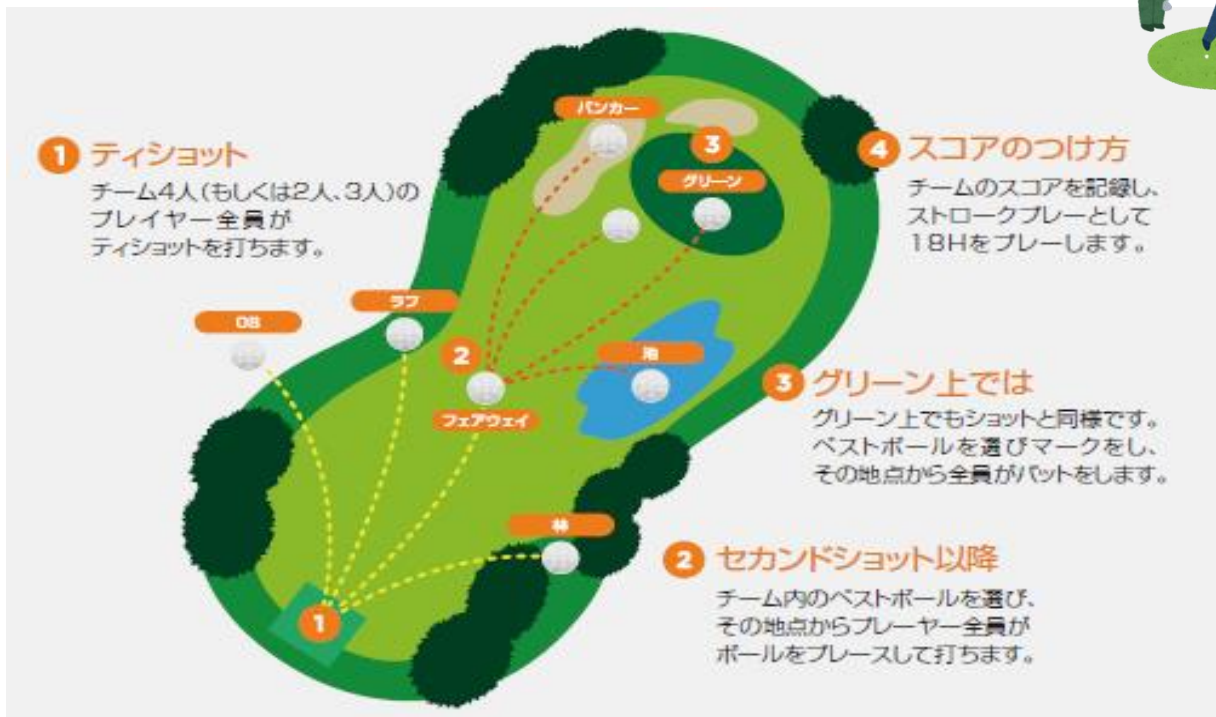 バンカー
3
グリーン
1 ティショット
チーム4人(もしくは2人、3人)の
プレイヤー全員が
ティショットを打ちます。
4 スコアのつけ方
チームのスコアを記録し、
ストロークプレーとして
18Hをプレーします。
OB
ラフ
2
フェアウェイ
池
3 グリーン上では
グリーン上でもショットと同様です。
ベストボールを選びマークをし、
その地点から全員がパットをします。
林
1
2 セカンドショット以降
チーム内のベストボールを選び、
その地点からプレーヤー全員が
ボールをプレースして打ちます。